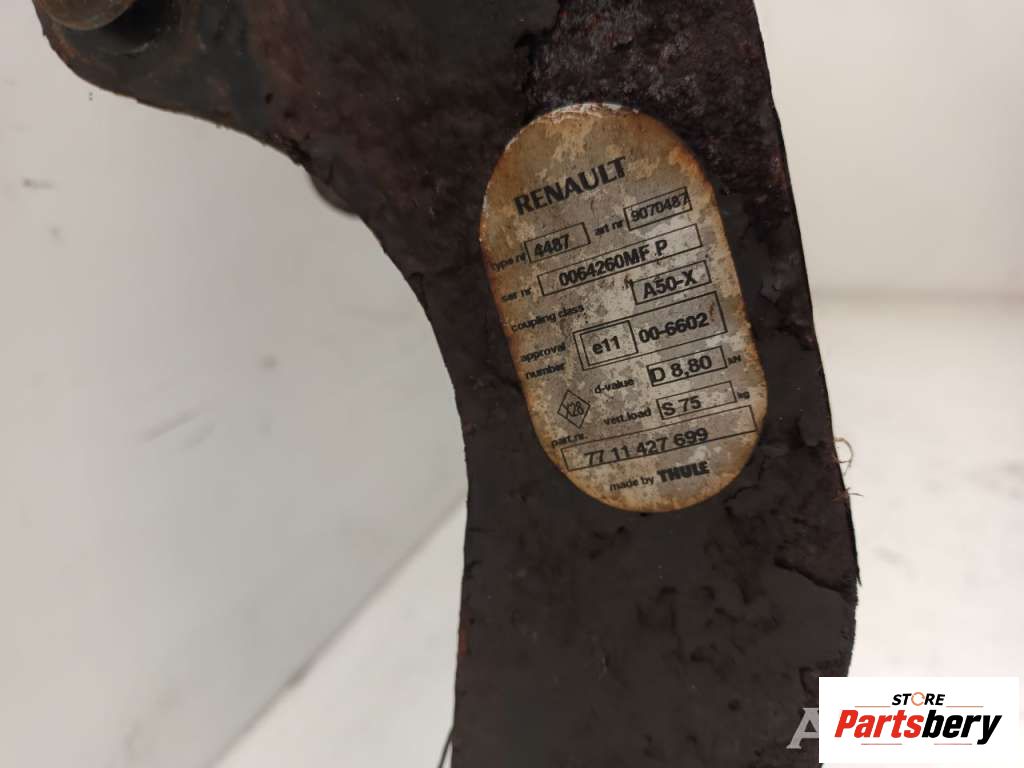 RENAULT
type nr 4487 art nr 9070487
ser nr 0064260MF P
coupling class A50-X
approval number e11 00-6602
d-value D 8,80 kN
X28 vert.load S 75 kg
part.nr. 77 11 427 699
made by THULE
STORE
Partsbery